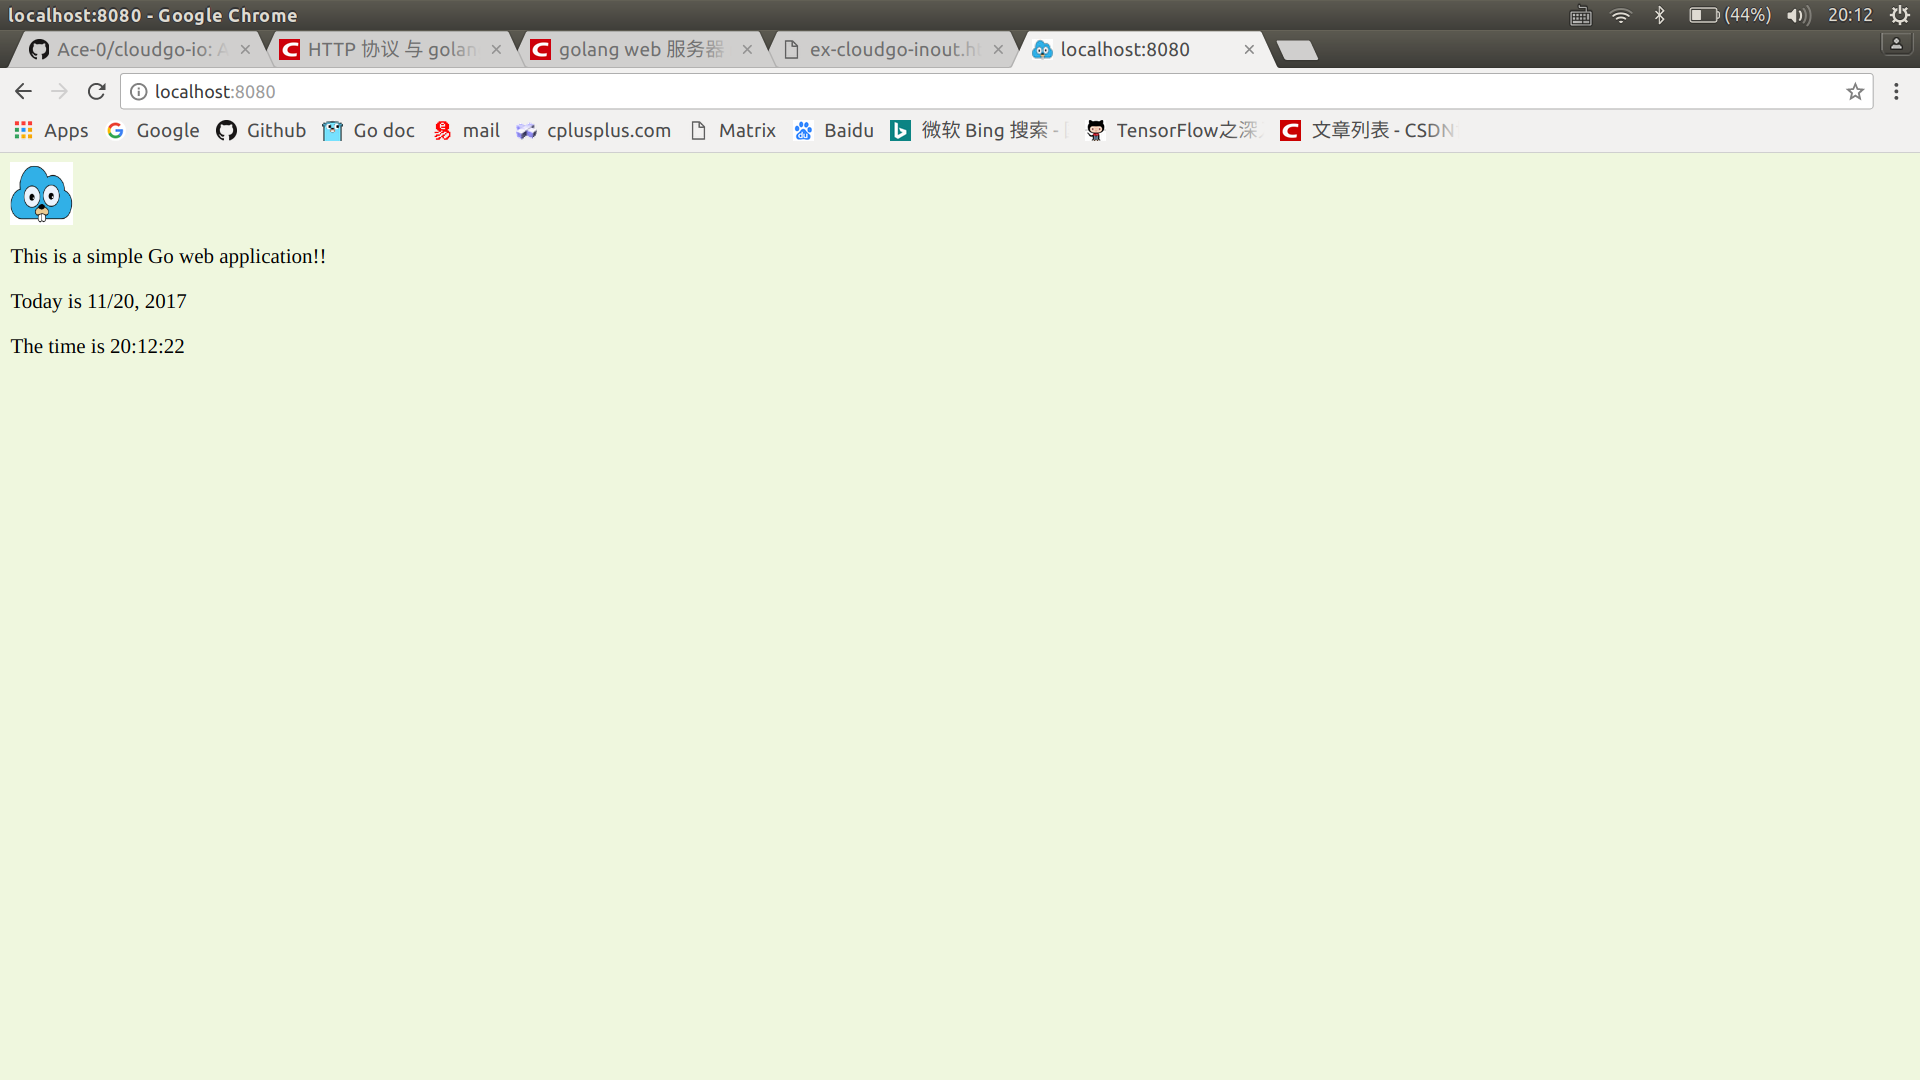 localhost:8080 - Google Chrome
(44%) 20:12
Ace-0/cloudgo-io: A
HTTP 协议 与 golan
golang web 服务器
ex-cloudgo-inout.h
localhost:8080
localhost:8080
Apps Google Github Go doc mail cplusplus.com Matrix Baidu 微软 Bing 搜索 - TensorFlow之深 文章列表 - CSDN
This is a simple Go web application!!
Today is 11/20, 2017
The time is 20:12:22